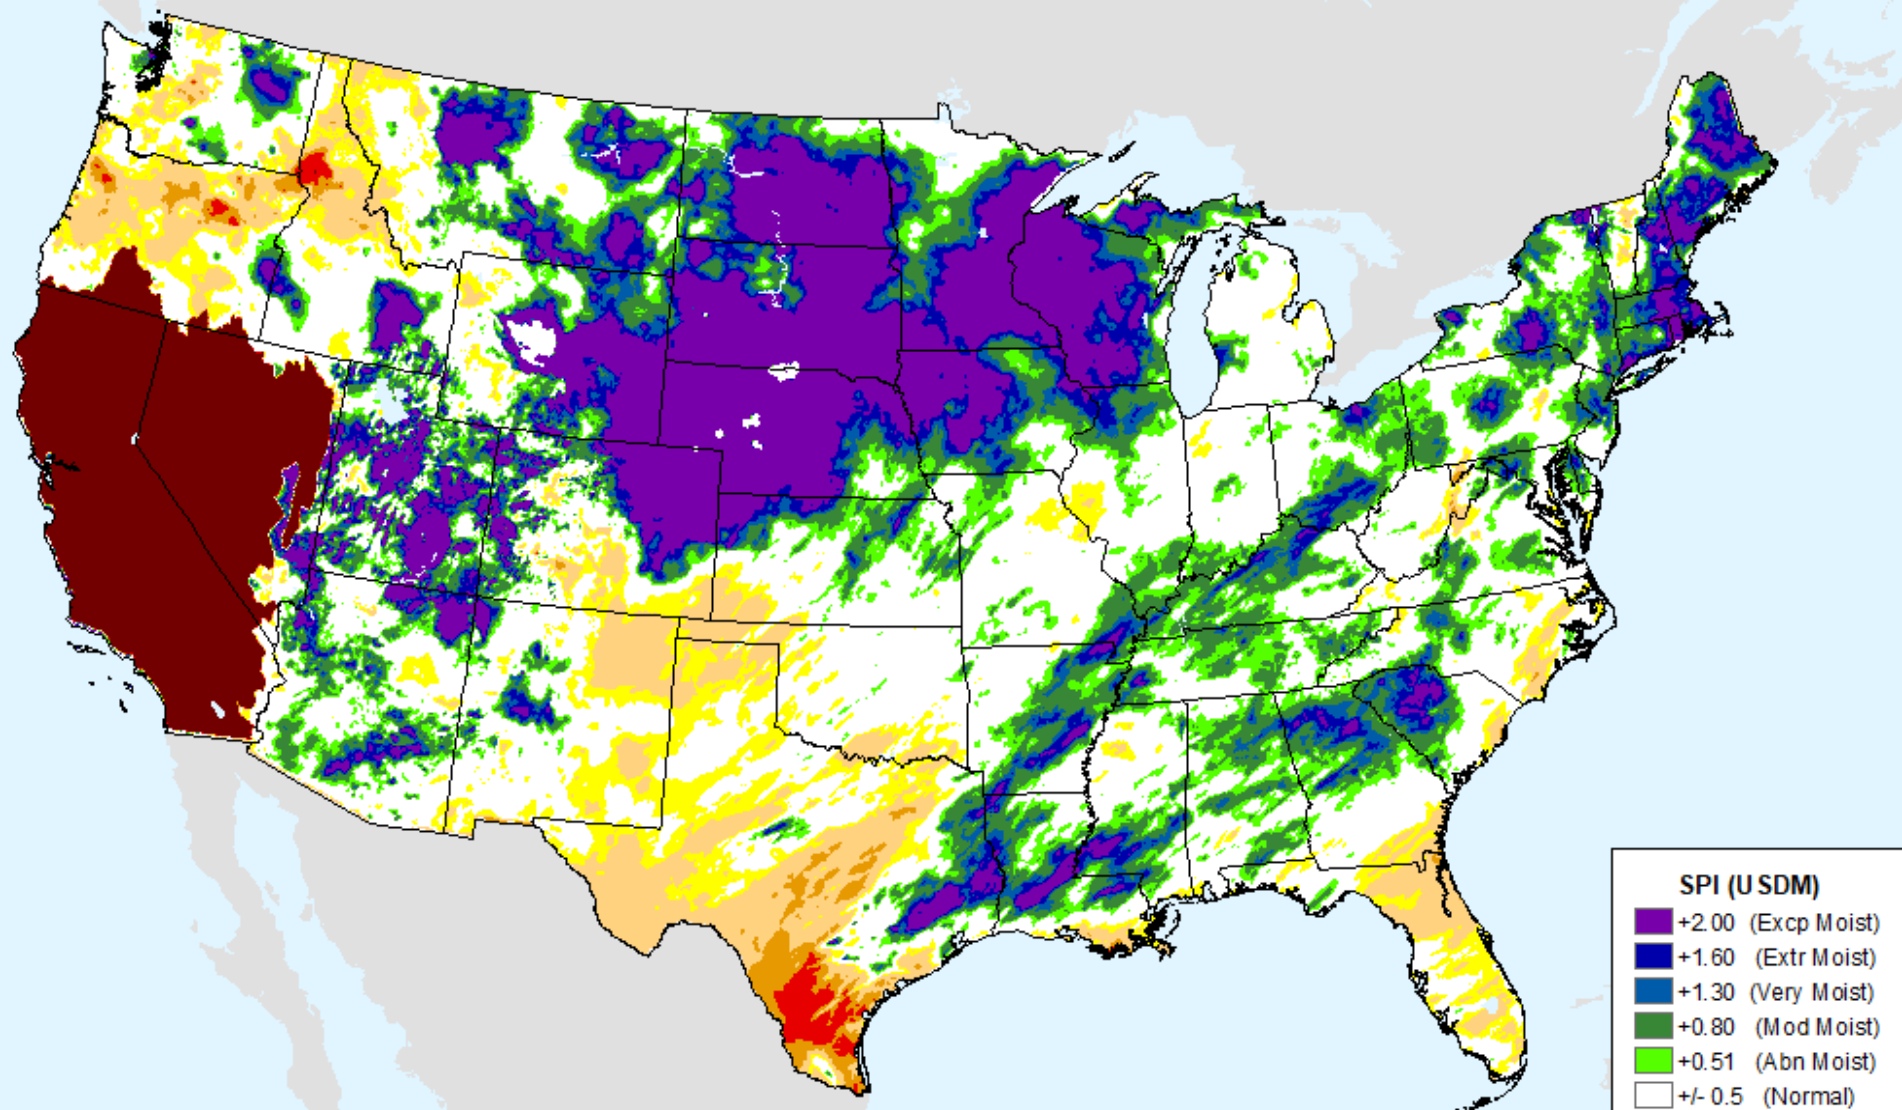 SPI (USDM)
+2.00 (Excp Moist)
+1.60 (Extr Moist)
+1.30 (Very Moist)
+0.80 (Mod Moist)
+0.51 (Abn Moist)
+/- 0.5 (Normal)